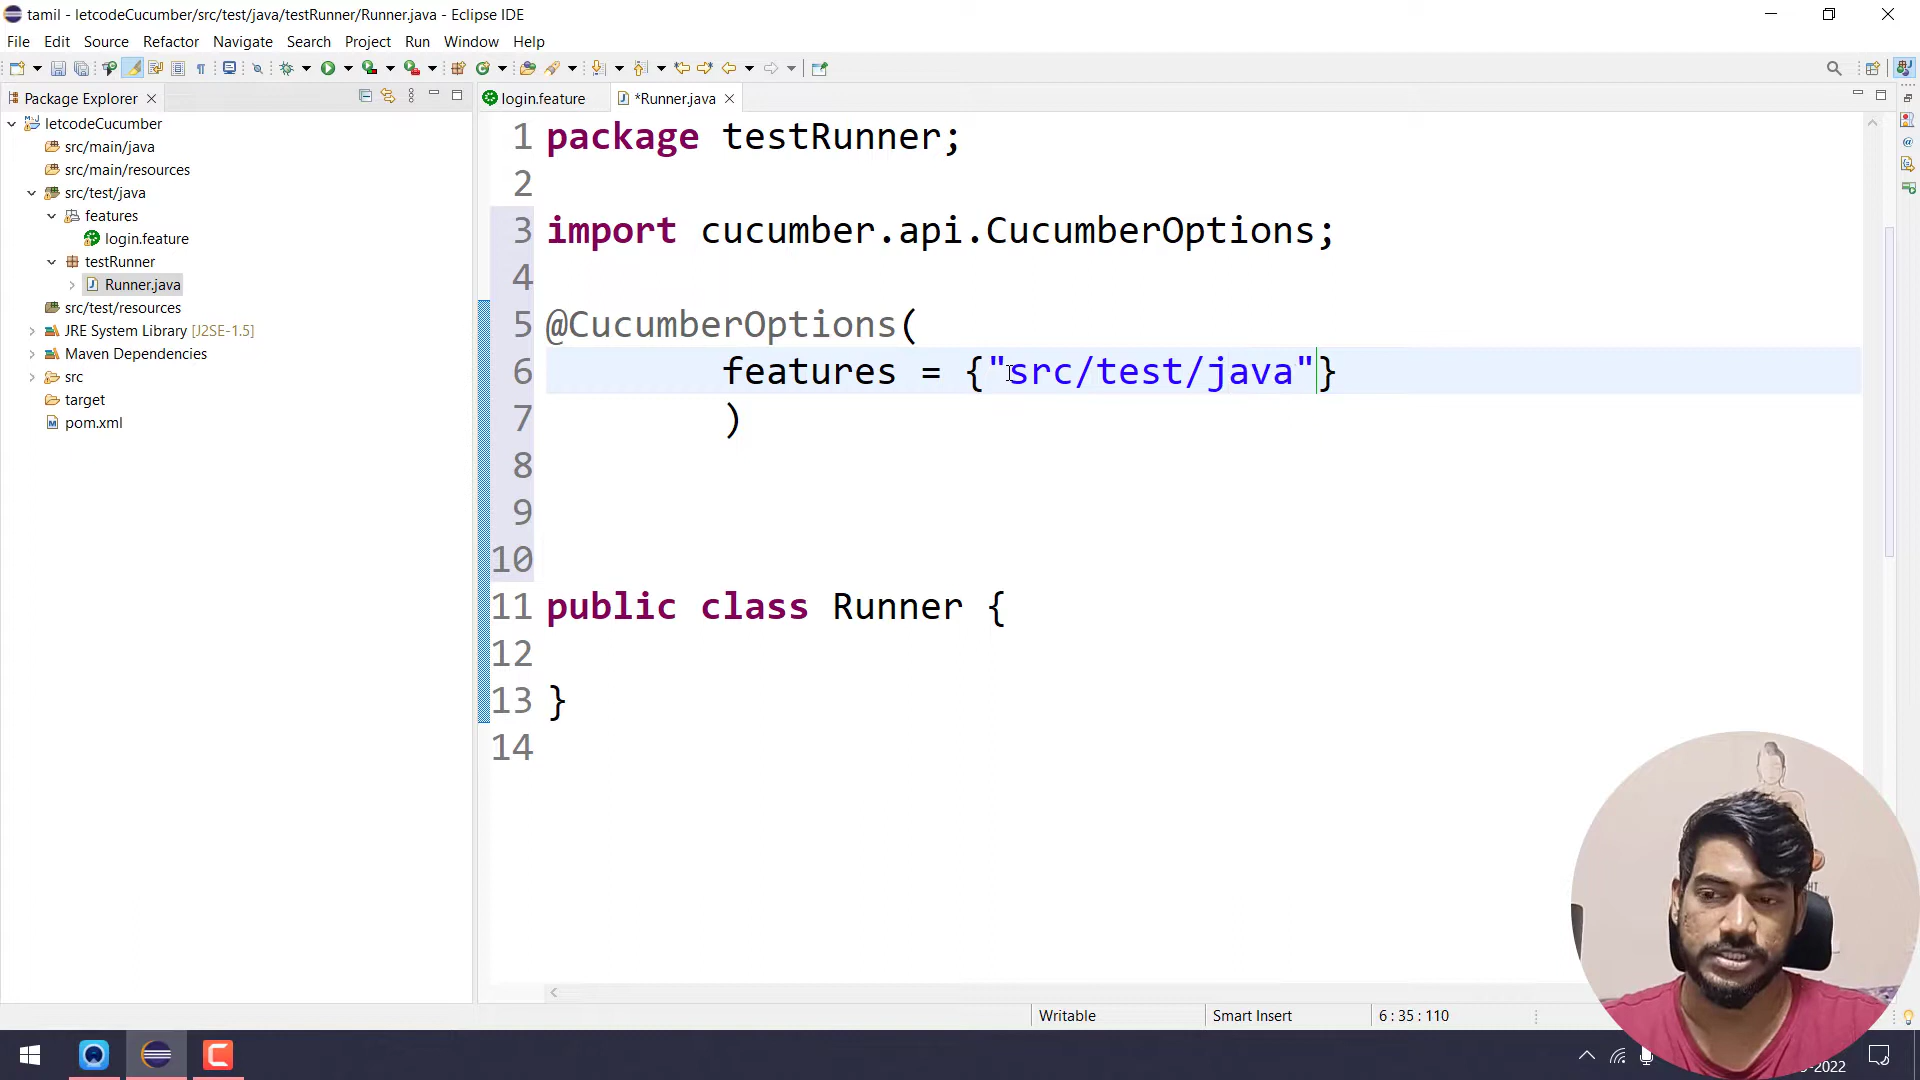 tamil - letcodeCucumber/src/test/java/testRunner/Runner.java - Eclipse IDE
File Edit Source Refactor Navigate Search Project Run Window Help
Package Explorer
login.feature *Runner.java
letcodeCucumber
src/main/java
src/main/resources
src/test/java
features
login.feature
testRunner
Runner.java
src/test/resources
JRE System Library [J2SE-1.5]
Maven Dependencies
src
target
pom.xml
1 package testRunner;
2
3 import cucumber.api.CucumberOptions;
4
5 @CucumberOptions(
6 features = {"src/test/java"}
7 )
8
9
10
11 public class Runner {
12
13 }
14
Writable Smart Insert 6 : 35 : 110
-2022